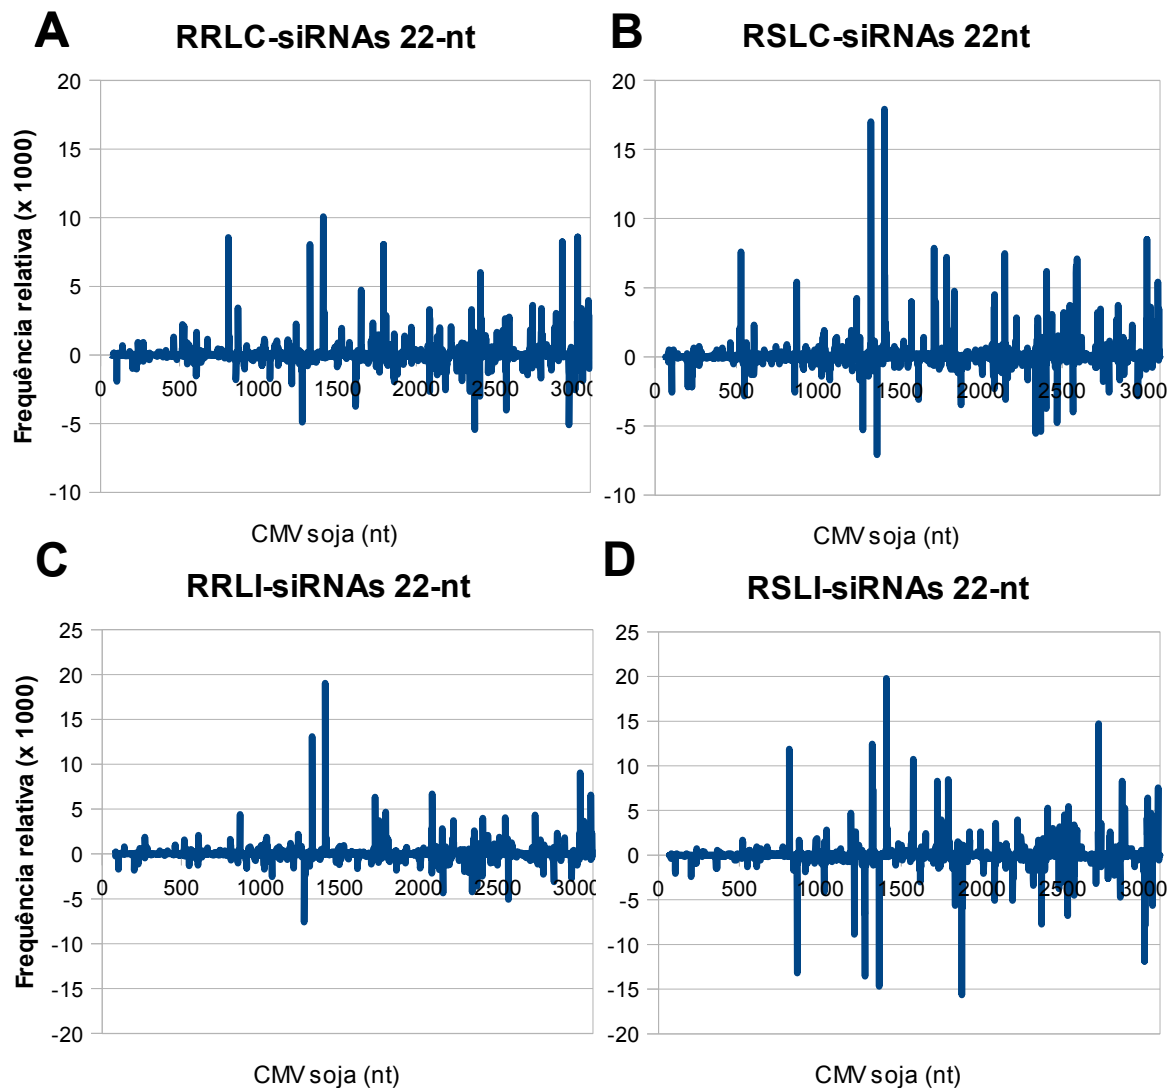 A
RRLC-siRNAs 22-nt
Frequência relativa (x 1000)
20
15
10
5
0
-5
-10
0 500 1000 1500 2000 2500 3000
CMV soja (nt)
B
RSLC-siRNAs 22nt
20
15
10
5
0
-5
-10
0 500 1000 1500 2000 2500 3000
CMV soja (nt)
C
RRLI-siRNAs 22-nt
Frequência relativa (x 1000)
25
20
15
10
5
0
-5
-10
-15
-20
0 500 1000 1500 2000 2500 3000
CMV soja (nt)
D
RSLI-siRNAs 22-nt
25
20
15
10
5
0
-5
-10
-15
-20
0 500 1000 1500 2000 2500 3000
CMV soja (nt)